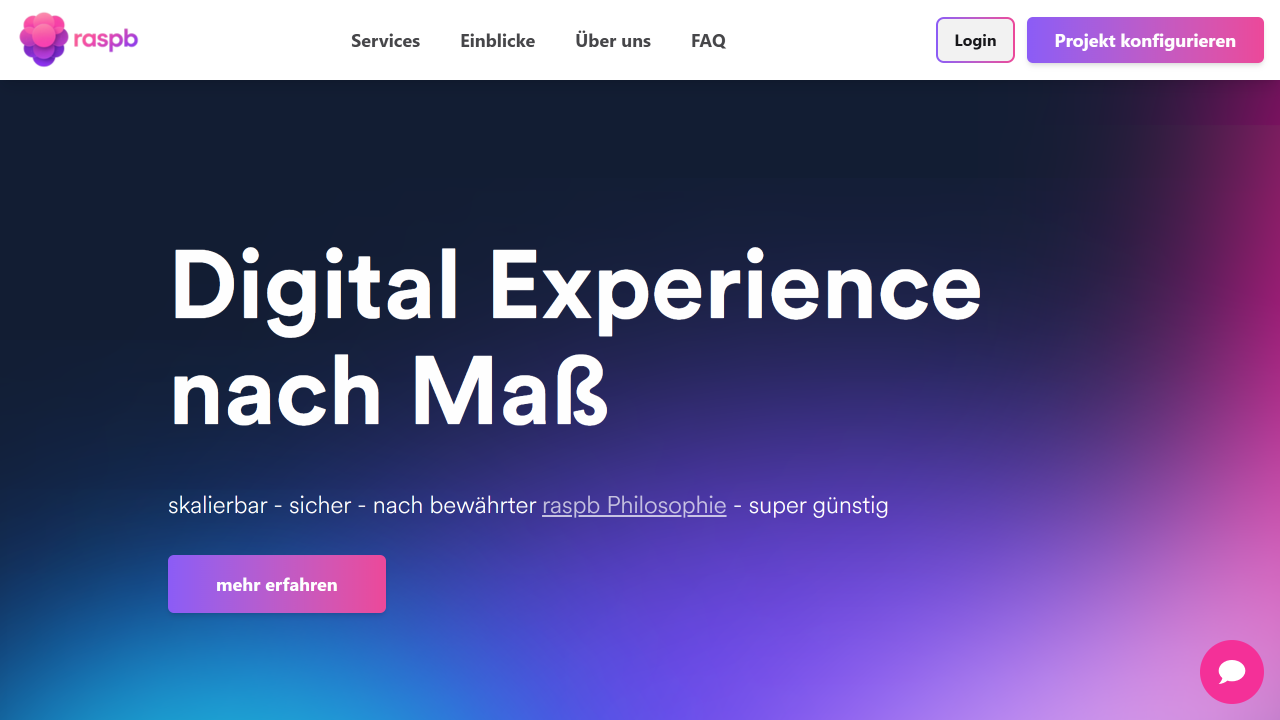 raspb
Services
Einblicke
Über uns
FAQ
Login
Projekt konfigurieren
Digital Experience
nach Maß
skalierbar - sicher - nach bewährter raspb Philosophie - super günstig
mehr erfahren